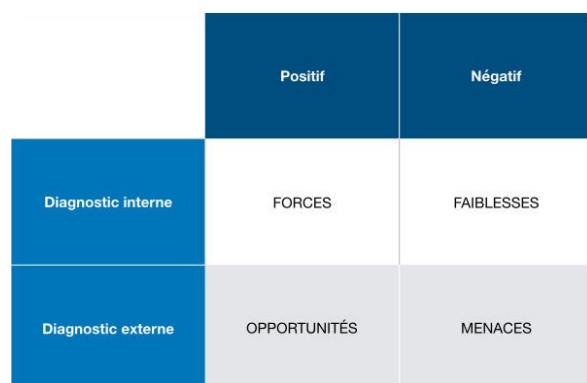 Positif
Négatif
Diagnostic interne
FORCES
FAIBLESSES
Diagnostic externe
OPPORTUNITÉS
MENACES